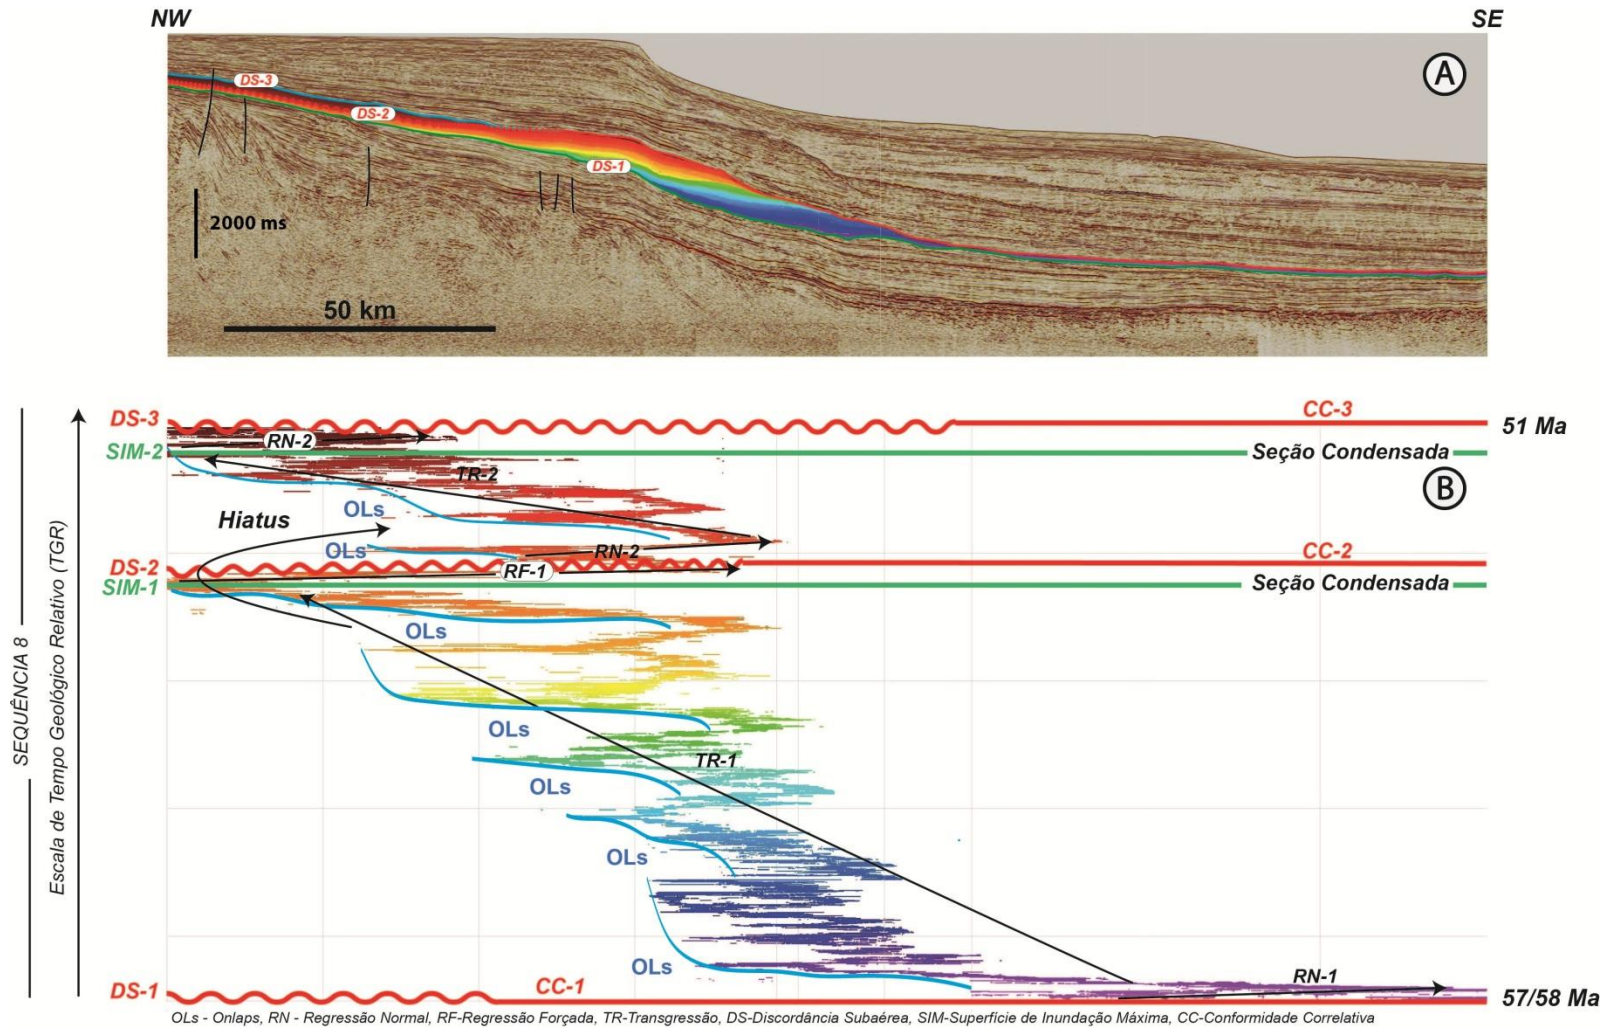 NW
SE
A
DS-3
DS-2
DS-1
2000 ms
50 km
DS-3
CC-3
51 Ma
RN-2
SIM-2
Seção Condensada
TR-2
B
OLs
Hiatus
OLs
RN-2
CC-2
DS-2
RF-1
SIM-1
Seção Condensada
OLs
SEQUÊNCIA 8
Escala de Tempo Geológico Relativo (TGR)
OLs
TR-1
OLs
OLs
OLs
RN-1
DS-1
CC-1
57/58 Ma
OLs - Onlaps, RN - Regressão Normal, RF-Regressão Forçada, TR-Transgressão, DS-Discordância Subaérea, SIM-Superfície de Inundação Máxima, CC-Conformidade Correlativa